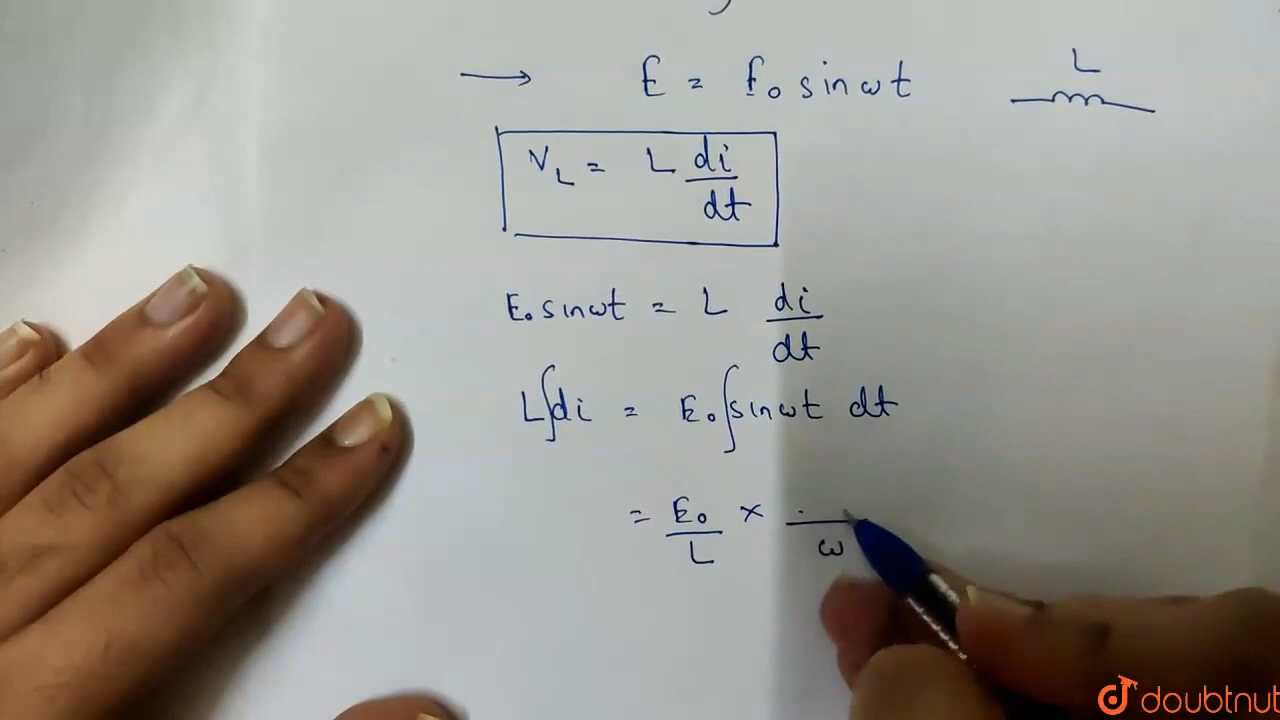 → E = E₀ sin ωt L
V_L = L di/dt
E₀ sin ωt = L di/dt
L∫di = E₀∫sin ωt dt
= E₀/L × /ω
doubtnut